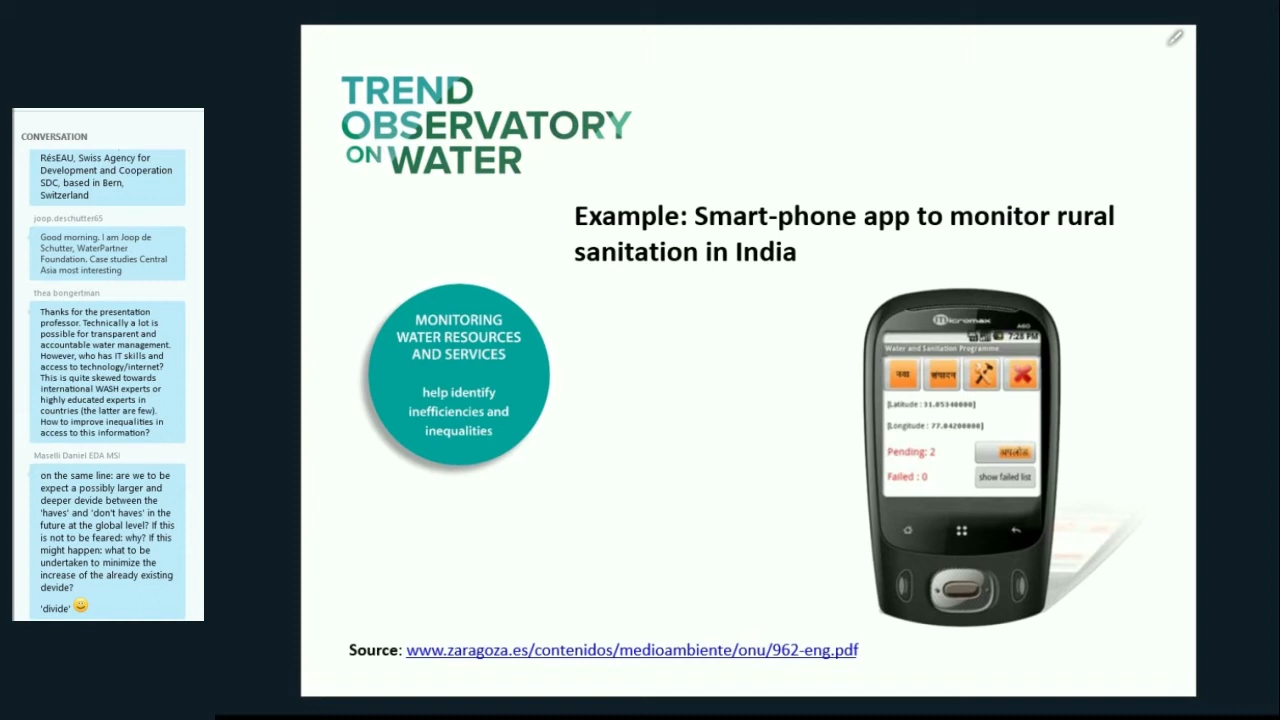 CONVERSATION
RésEAU, Swiss Agency for
Development and Cooperation
SDC, based in Bern,
Switzerland
joop.deschutter65
Good morning. I am Joop de
Schutter, WaterPartner
Foundation. Case studies Central
Asia most interesting
thea bongertman
Thanks for the presentation
professor. Technically a lot is
possible for transparent and
accountable water management.
However, who has IT skills and
access to technology/internet?
This is quite skewed towards
international WASH experts or
highly educated experts in
countries (the latter are few).
How to improve inequalities in
access to this information?
Maselli Daniel EDA MSI
on the same line: are we to be
expect a possibly larger and
deeper divide between the
'haves' and 'don't haves' in the
future at the global level? If this
is not to be feared: why? If this
might happen: what to be
undertaken to minimize the
increase of the already existing
devide?
'divide'
TREND
OBSERVATORY
ON WATER
Example: Smart-phone app to monitor rural
sanitation in India
MONITORING
WATER RESOURCES
AND SERVICES
help identify
inefficiencies and
inequalities
micromax
A60
7:28 PM
Water and Sanitation Programme
नया संपादन
[Latitude : 31.05340000]
[Longitude : 77.04200000]
Pending: 2 अपलोड
Failed : 0 show failed list
Source: www.zaragoza.es/contenidos/medioambiente/onu/962-eng.pdf